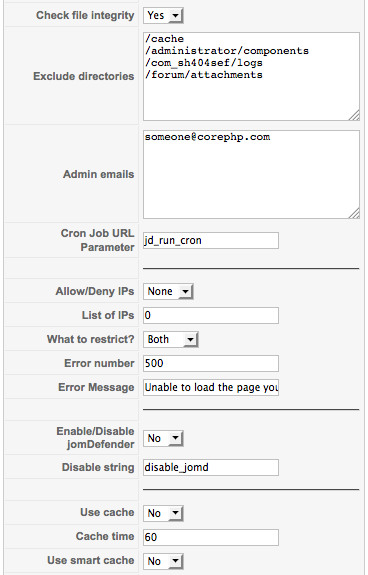 Check file integrity Yes
Exclude directories
/cache
/administrator/components
/com_sh404sef/logs
/forum/attachments
Admin emails
someone@corephp.com
Cron Job URL
Parameter
jd_run_cron
Allow/Deny IPs None
List of IPs 0
What to restrict? Both
Error number 500
Error Message Unable to load the page you
Enable/Disable
jomDefender
No
Disable string disable_jomd
Use cache No
Cache time 60
Use smart cache No